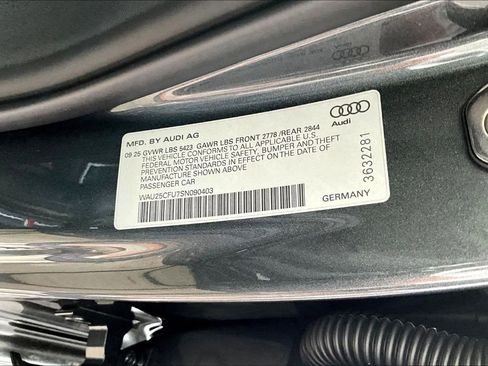 MFD. BY AUDI AG
09 25 GVWR LBS 5423 GAWR LBS FRONT 2778 /REAR 2844
THIS VEHICLE CONFORMS TO ALL APPLICABLE U.S.
FEDERAL MOTOR VEHICLE SAFETY, BUMPER AND THEFT
PREVENTION STANDARDS IN EFFECT ON THE DATE OF
MANUFACTURE SHOWN ABOVE
PASSENGER CAR
WAU25CFU7SN090403
Audi
3632281
GERMANY